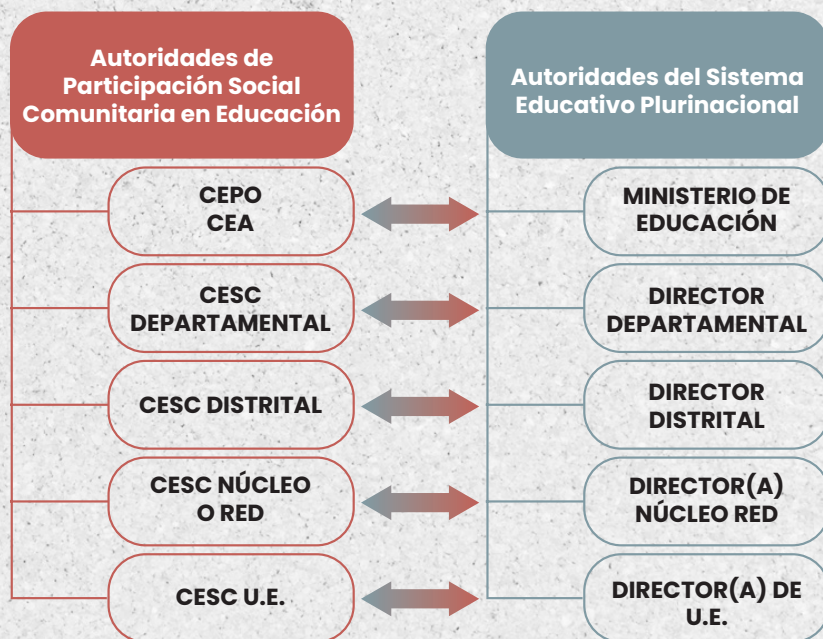 Autoridades de
Participación Social
Comunitaria en Educación
CEPO
CEA
CESC
DEPARTAMENTAL
CESC DISTRITAL
CESC NÚCLEO
O RED
CESC U.E.
Autoridades del Sistema
Educativo Plurinacional
MINISTERIO DE
EDUCACIÓN
DIRECTOR
DEPARTAMENTAL
DIRECTOR
DISTRITAL
DIRECTOR(A)
NÚCLEO RED
DIRECTOR(A) DE
U.E.